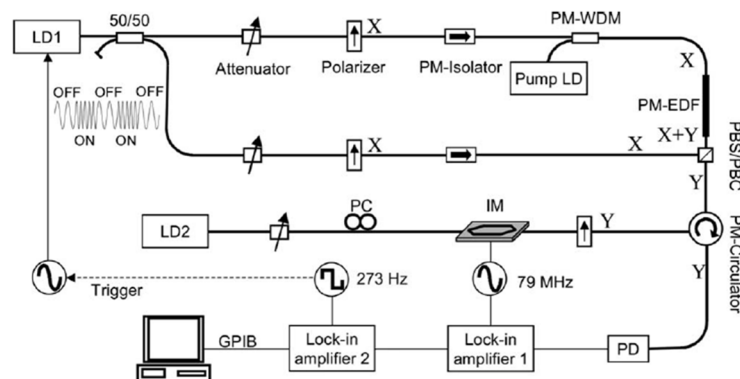 50/50
LD1
X
PM-WDM
Attenuator
Polarizer
PM-Isolator
Pump LD
X
OFF OFF OFF
ON ON
PM-EDF
X
X
X+Y
PBS/PBC
Y
PC
IM
Y
LD2
PM-Circulator
Y
273 Hz
79 MHz
Trigger
GPIB
Lock-in
amplifier 2
Lock-in
amplifier 1
PD